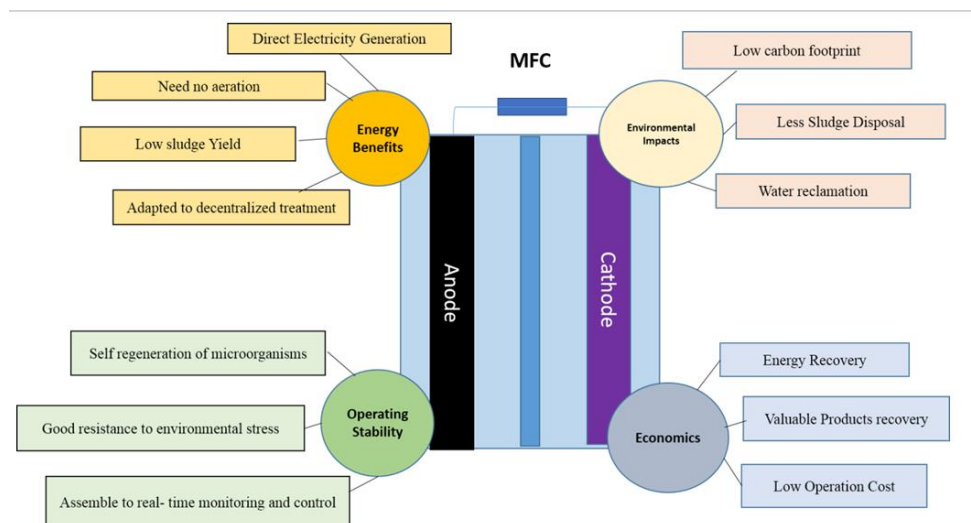 Direct Electricity Generation
Need no aeration
Low sludge Yield
Adapted to decentralized treatment
Energy
Benefits
MFC
Low carbon footprint
Less Sludge Disposal
Water reclamation
Environmental
Impacts
Anode
Cathode
Self regeneration of microorganisms
Good resistance to environmental stress
Assemble to real- time monitoring and control
Operating
Stability
Energy Recovery
Valuable Products recovery
Low Operation Cost
Economics